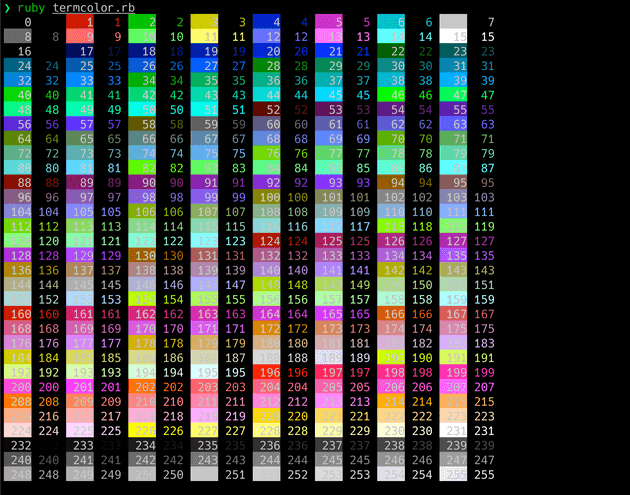 ❯ ruby termcolor.rb
0 1 1 2 2 3 3 4 4 5 5 6 6 7
8 8 9 9 10 10 11 11 12 12 13 13 14 14 15 15
16 17 17 18 18 19 19 20 20 21 21 22 22 23 23
24 24 25 25 26 26 27 27 28 28 29 29 30 30 31 31
32 32 33 33 34 34 35 35 36 36 37 37 38 38 39 39
40 40 41 41 42 42 43 43 44 44 45 45 46 46 47 47
48 48 49 49 50 50 51 51 52 52 53 53 54 54 55 55
56 56 57 57 58 58 59 59 60 60 61 61 62 62 63 63
64 64 65 65 66 66 67 67 68 68 69 69 70 70 71 71
72 72 73 73 74 74 75 75 76 76 77 77 78 78 79 79
80 80 81 81 82 82 83 83 84 84 85 85 86 86 87 87
88 88 89 89 90 90 91 91 92 92 93 93 94 94 95 95
96 96 97 97 98 98 99 99 100 100 101 101 102 102 103 103
104 104 105 105 106 106 107 107 108 108 109 109 110 110 111 111
112 112 113 113 114 114 115 115 116 116 117 117 118 118 119 119
120 120 121 121 122 122 123 123 124 124 125 125 126 126 127 127
128 128 129 129 130 130 131 131 132 132 133 133 134 134 135 135
136 136 137 137 138 138 139 139 140 140 141 141 142 142 143 143
144 144 145 145 146 146 147 147 148 148 149 149 150 150 151 151
152 152 153 153 154 154 155 155 156 156 157 157 158 158 159 159
160 160 161 161 162 162 163 163 164 164 165 165 166 166 167 167
168 168 169 169 170 170 171 171 172 172 173 173 174 174 175 175
176 176 177 177 178 178 179 179 180 180 181 181 182 182 183 183
184 184 185 185 186 186 187 187 188 188 189 189 190 190 191 191
192 192 193 193 194 194 195 195 196 196 197 197 198 198 199 199
200 200 201 201 202 202 203 203 204 204 205 205 206 206 207 207
208 208 209 209 210 210 211 211 212 212 213 213 214 214 215 215
216 216 217 217 218 218 219 219 220 220 221 221 222 222 223 223
224 224 225 225 226 226 227 227 228 228 229 229 230 230 231 231
232 233 233 234 234 235 235 236 236 237 237 238 238 239 239
240 240 241 241 242 242 243 243 244 244 245 245 246 246 247 247
248 248 249 249 250 250 251 252 252 253 253 254 254 255 255